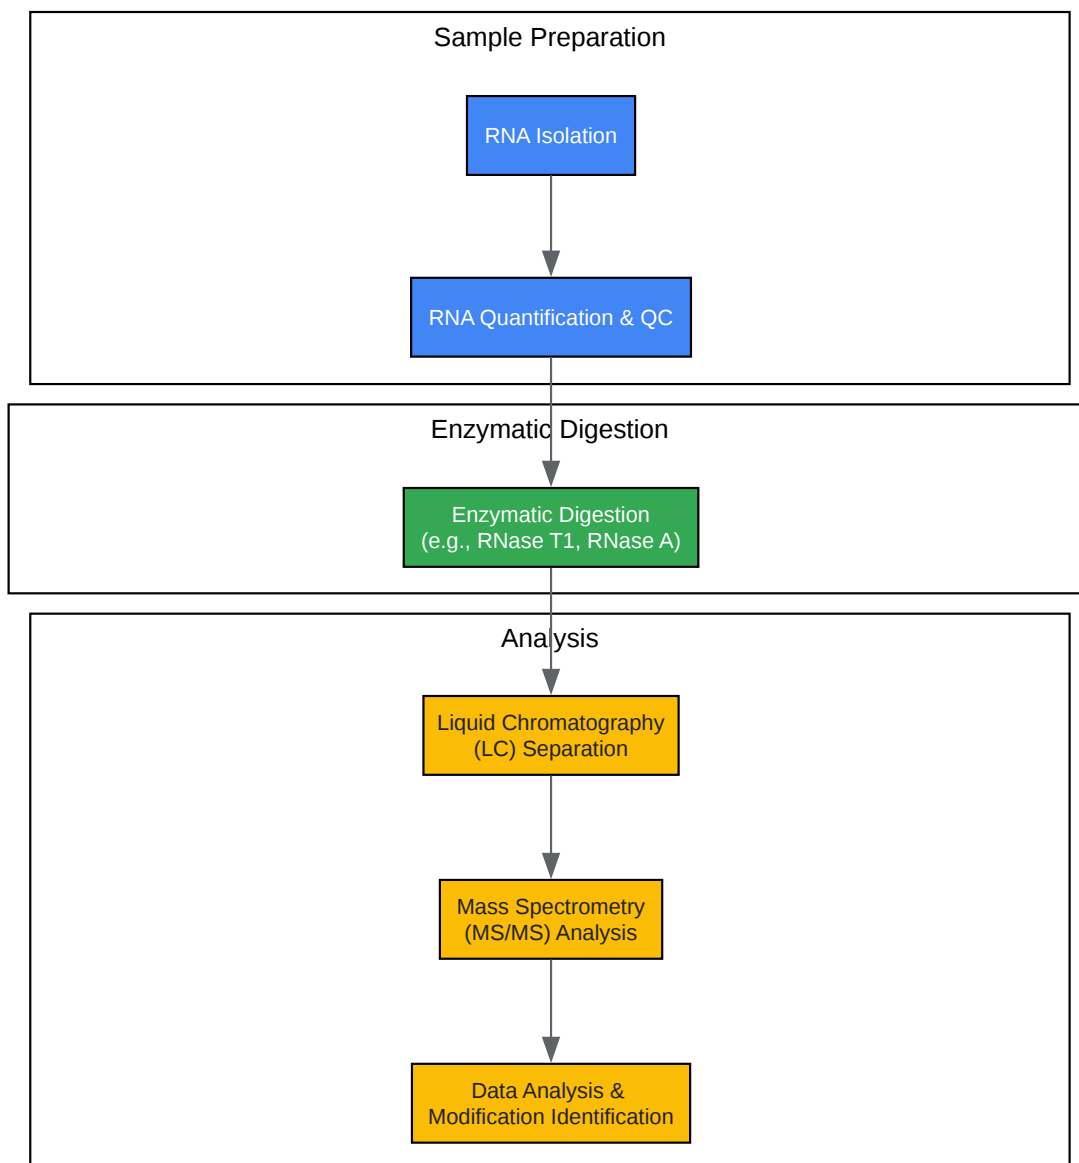 Sample Preparation
RNA Isolation
RNA Quantification & QC
Enzymatic Digestion
Enzymatic Digestion
(e.g., RNase T1, RNase A)
Analysis
Liquid Chromatography
(LC) Separation
Mass Spectrometry
(MS/MS) Analysis
Data Analysis &
Modification Identification